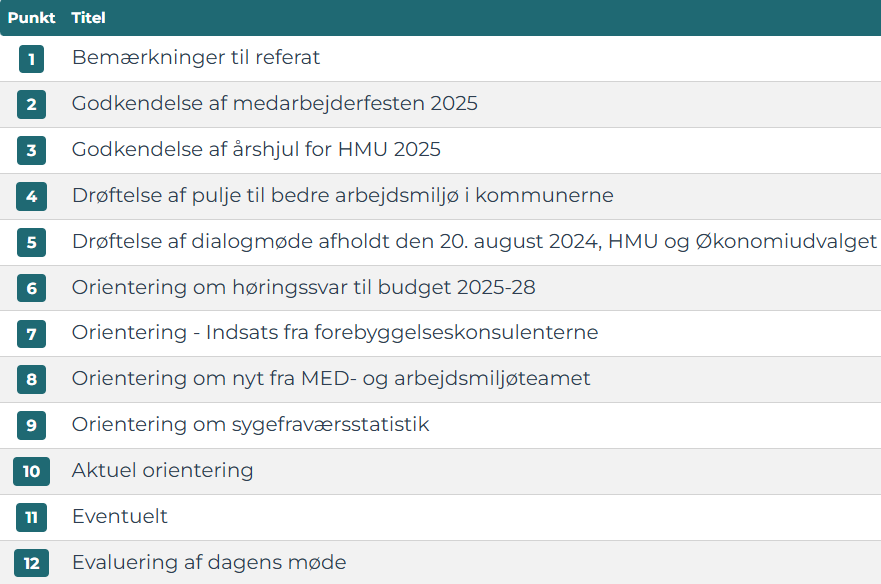 Punkt Titel
1 Bemærkninger til referat
2 Godkendelse af medarbejderfesten 2025
3 Godkendelse af årshjul for HMU 2025
4 Drøftelse af pulje til bedre arbejdsmiljø i kommunerne
5 Drøftelse af dialogmøde afholdt den 20. august 2024, HMU og Økonomiudvalget
6 Orientering om høringssvar til budget 2025-28
7 Orientering - Indsats fra forebyggelseskonsulenterne
8 Orientering om nyt fra MED- og arbejdsmiljøteamet
9 Orientering om sygefraværsstatistik
10 Aktuel orientering
11 Eventuelt
12 Evaluering af dagens møde